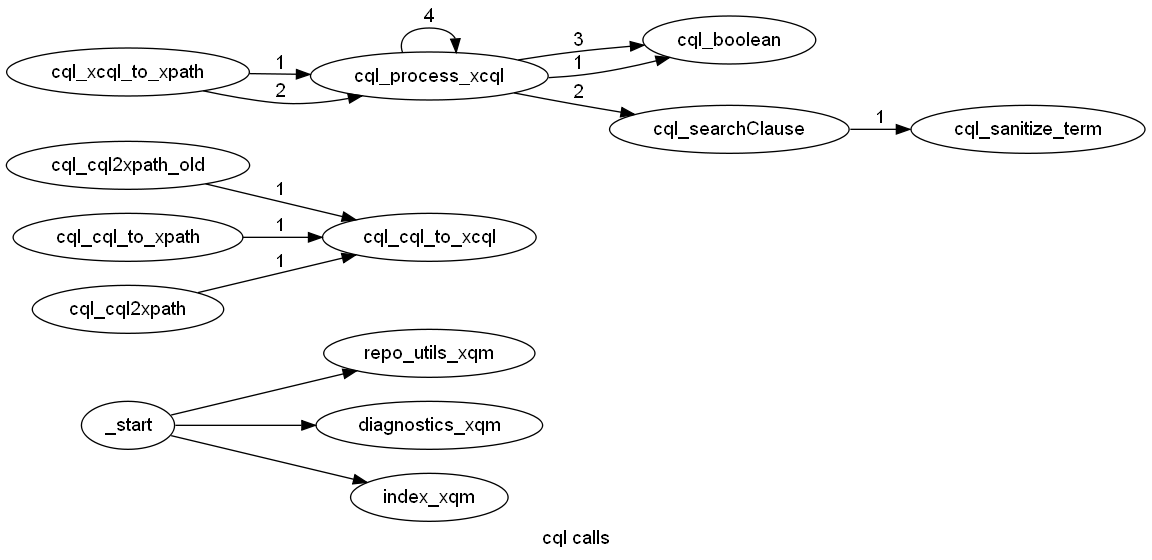 4
cql_xcql_to_xpath
1
2
cql_process_xcql
3
1
2
cql_boolean
cql_searchClause
1
cql_sanitize_term
cql_cql2xpath_old
1
cql_cql_to_xpath
1
cql_cql_to_xcql
cql_cql2xpath
1
_start
repo_utils_xqm
diagnostics_xqm
index_xqm
cql calls